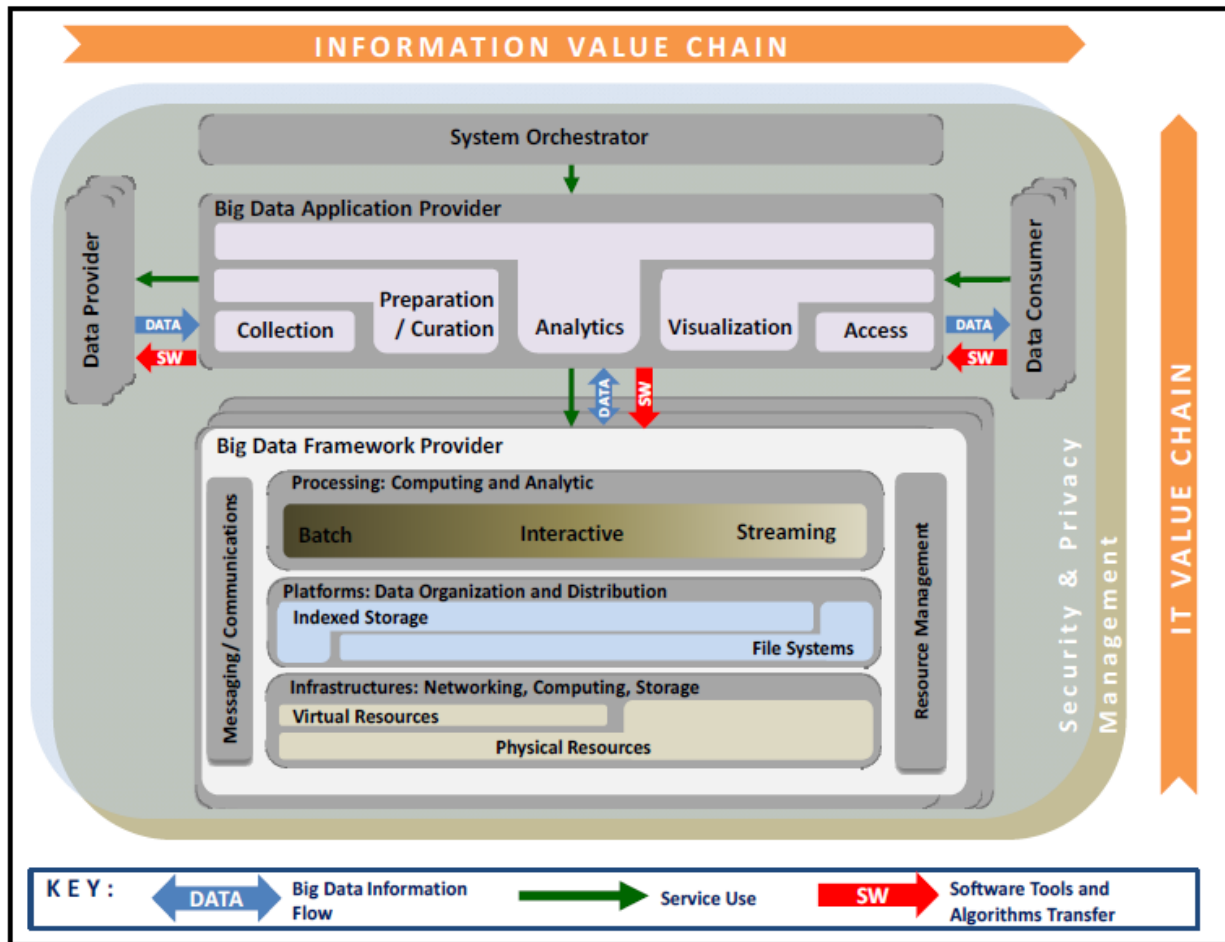 INFORMATION VALUE CHAIN
System Orchestrator
Big Data Application Provider
Collection
Preparation
/ Curation
Analytics
Visualization
Access
Data Provider
DATA
SW
Data Consumer
DATA
SW
DATA
SW
Big Data Framework Provider
Messaging/ Communications
Processing: Computing and Analytic
Batch
Interactive
Streaming
Platforms: Data Organization and Distribution
Indexed Storage
File Systems
Infrastructures: Networking, Computing, Storage
Virtual Resources
Physical Resources
Resource Management
Security & Privacy
Management
IT VALUE CHAIN
KEY:
DATA
Big Data Information
Flow
Service Use
SW
Software Tools and
Algorithms Transfer